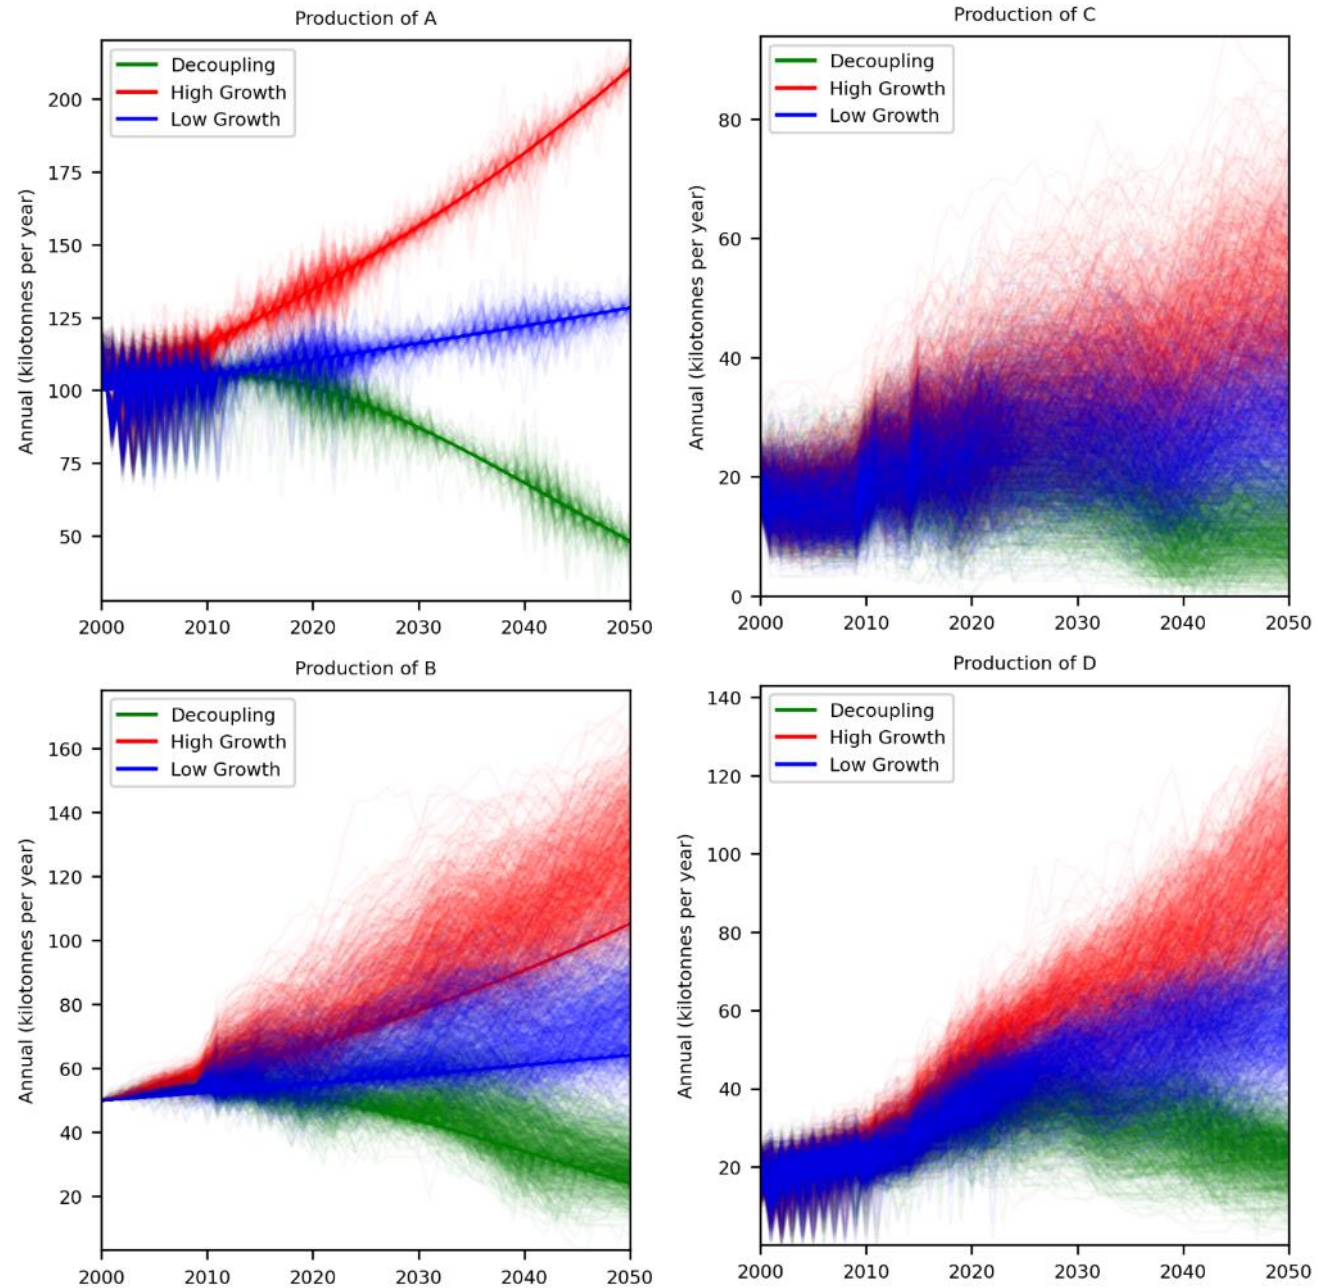 Production of A
Annual (kilotonnes per year)
Decoupling
High Growth
Low Growth
200
175
150
125
100
75
50
2000 2010 2020 2030 2040 2050
Production of C
Annual (kilotonnes per year)
Decoupling
High Growth
Low Growth
80
60
40
20
0
2000 2010 2020 2030 2040 2050
Production of B
Annual (kilotonnes per year)
Decoupling
High Growth
Low Growth
160
140
120
100
80
60
40
20
2000 2010 2020 2030 2040 2050
Production of D
Annual (kilotonnes per year)
Decoupling
High Growth
Low Growth
140
120
100
80
60
40
20
2000 2010 2020 2030 2040 2050